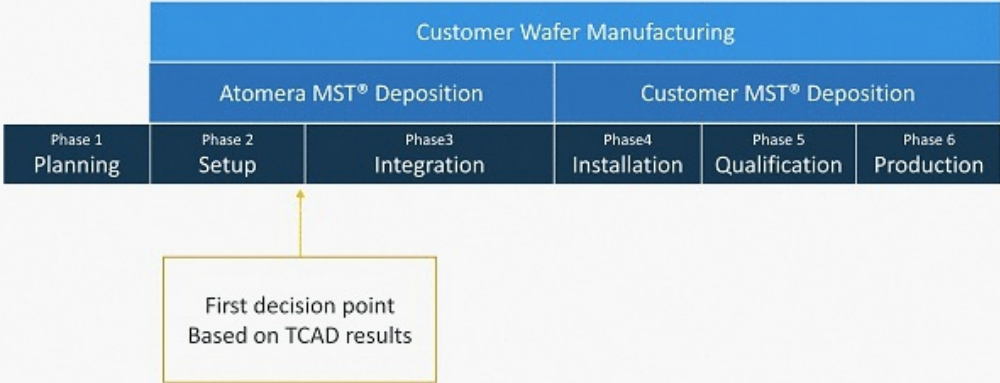 Customer Wafer Manufacturing
Atomera MST® Deposition
Customer MST® Deposition
Phase 1
Planning
Phase 2
Setup
Phase3
Integration
Phase4
Installation
Phase 5
Qualification
Phase 6
Production
First decision point
Based on TCAD results